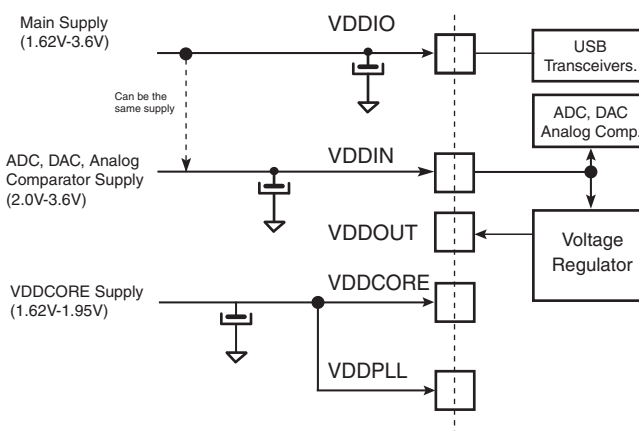 Main Supply
(1.62V-3.6V)
VDDIO
USB
Transceivers.
Can be the
same supply
ADC, DAC
Analog Comp.
ADC, DAC, Analog
Comparator Supply
(2.0V-3.6V)
VDDIN
VDDOUT
Voltage
Regulator
VDDCORE Supply
(1.62V-1.95V)
VDDCORE
VDDPLL